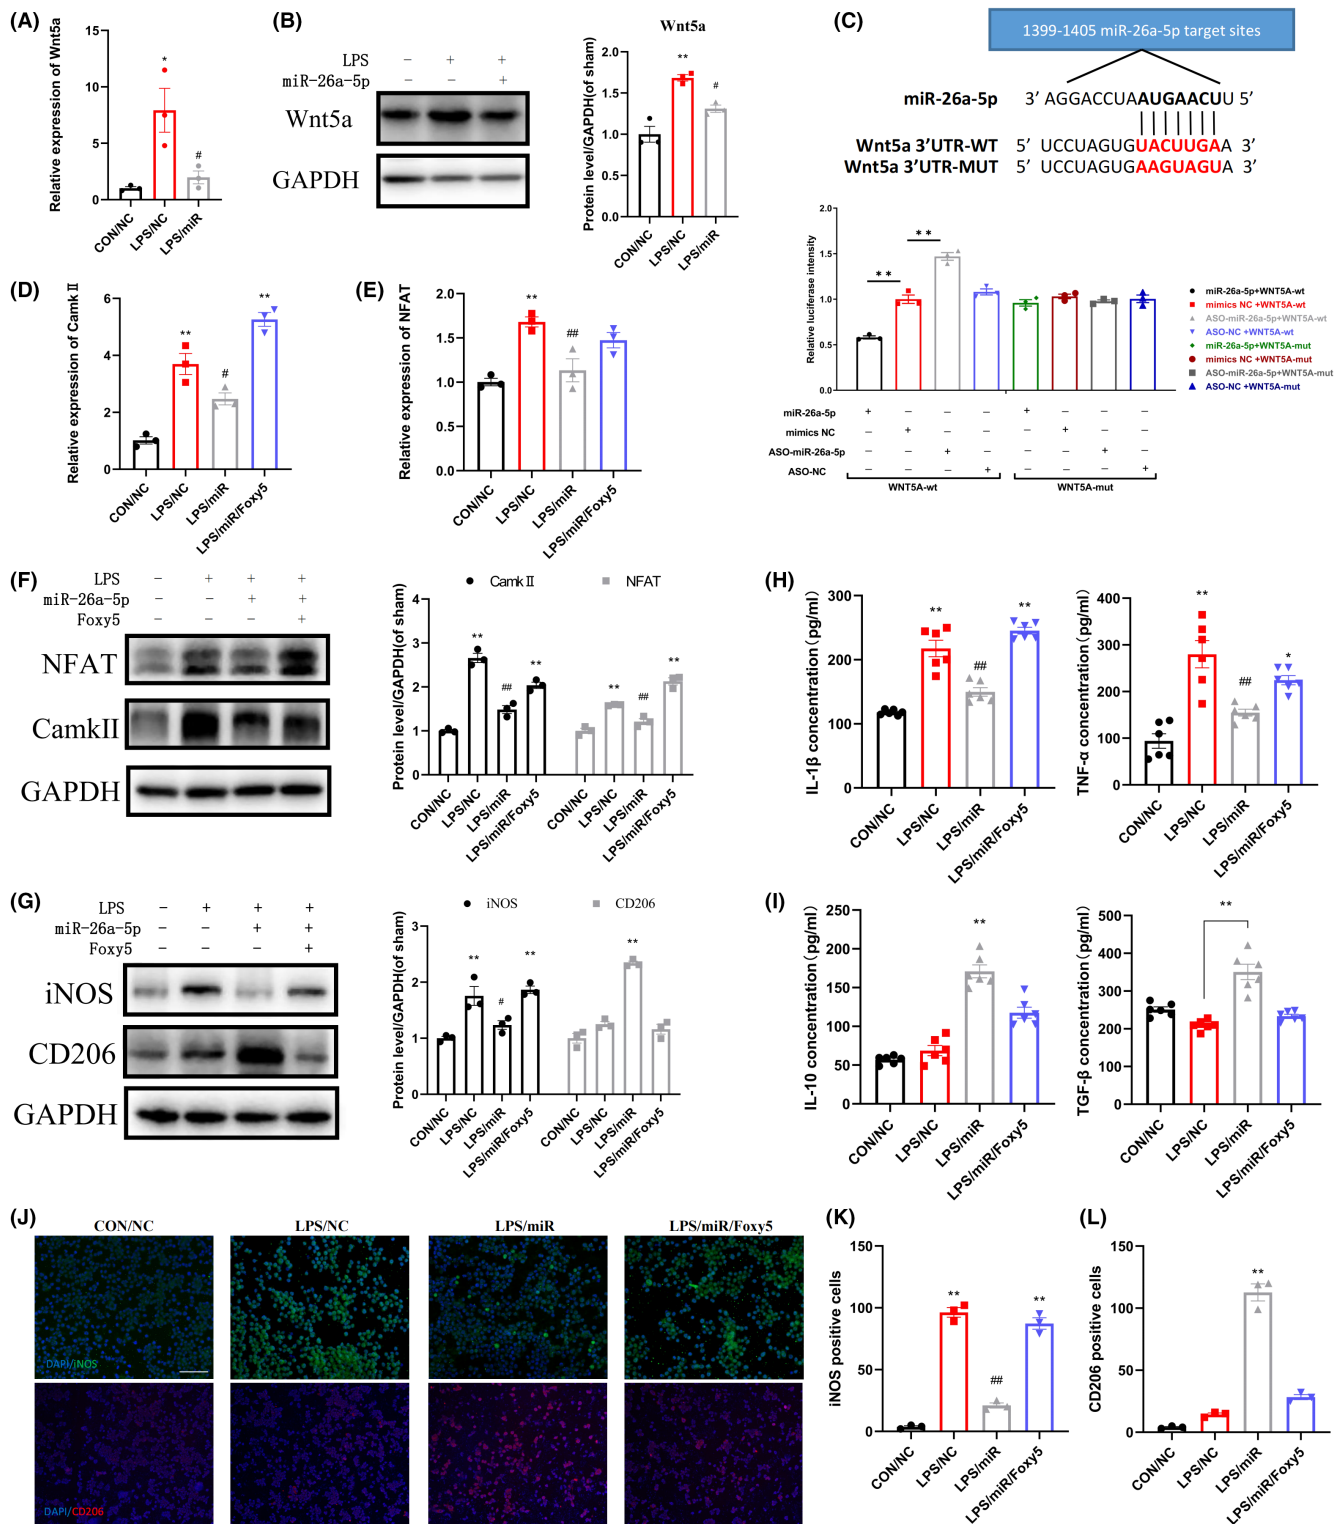 (A)
Relative expression of Wnt5a
15
10
5
0
*
#
CON/NC
LPS/NC
LPS/miR
(B)
LPS − + +
miR-26a-5p − − +
Wnt5a
GAPDH
Wnt5a
Protein level/GAPDH(of sham)
2.0
1.5
1.0
0.5
0.0
**
#
CON/NC
LPS/NC
LPS/miR
(C)
1399-1405 miR-26a-5p target sites
miR-26a-5p 3’ AGGACCUAAUGAACUU 5’
Wnt5a 3’UTR-WT 5’ UCCUAGUGUACUUGAA 3’
Wnt5a 3’UTR-MUT 5’ UCCUAGUGAAGUAGUA 3’
Relative luciferase intensity
2.0
1.5
1.0
0.5
0.0
**
**
miR-26a-5p+WNT5A-wt
mimics NC +WNT5A-wt
ASO-miR-26a-5p+WNT5A-wt
ASO-NC +WNT5A-wt
miR-26a-5p+WNT5A-mut
mimics NC +WNT5A-mut
ASO-miR-26a-5p+WNT5A-mut
ASO-NC +WNT5A-mut
miR-26a-5p + − − − + − − −
mimics NC − + − − − + − −
ASO-miR-26a-5p − − + − − − + −
ASO-NC − − − + − − − +
WNT5A-wt WNT5A-mut
(D)
Relative expression of Camk Ⅱ
6
4
2
0
**
#
**
CON/NC
LPS/NC
LPS/miR
LPS/miR/Foxy5
(E)
Relative expression of NFAT
2.0
1.5
1.0
0.5
0.0
**
##
CON/NC
LPS/NC
LPS/miR
LPS/miR/Foxy5
(F)
LPS − + + +
miR-26a-5p − − + +
Foxy5 − − − +
NFAT
CamkII
GAPDH
Camk Ⅱ NFAT
Protein level/GAPDH(of sham)
4
3
2
1
0
**
##
**
**
##
**
CON/NC
LPS/NC
LPS/miR
LPS/miR/Foxy5
CON/NC
LPS/NC
LPS/miR
LPS/miR/Foxy5
(G)
LPS − + + +
miR-26a-5p − − + +
Foxy5 − − − +
iNOS
CD206
GAPDH
iNOS CD206
Protein level/GAPDH(of sham)
3
2
1
0
**
#
**
**
CON/NC
LPS/NC
LPS/miR
LPS/miR/Foxy5
CON/NC
LPS/NC
LPS/miR
LPS/miR/Foxy5
(H)
IL-1β concentration(pg/ml)
300
200
100
0
**
##
**
CON/NC
LPS/NC
LPS/miR
LPS/miR/Foxy5
TNF-α concentration(pg/ml)
400
300
200
100
0
**
##
*
CON/NC
LPS/NC
LPS/miR
LPS/miR/Foxy5
(I)
IL-10 concentration(pg/ml)
250
200
150
100
50
0
**
CON/NC
LPS/NC
LPS/miR
LPS/miR/Foxy5
TGF-β concentration(pg/ml)
500
400
300
200
100
0
**
CON/NC
LPS/NC
LPS/miR
LPS/miR/Foxy5
(J)
CON/NC LPS/NC LPS/miR LPS/miR/Foxy5
DAPI/iNOS
DAPI/CD206
(K)
iNOS positive cells
150
100
50
0
**
##
**
CON/NC
LPS/NC
LPS/miR
LPS/miR/Foxy5
(L)
CD206 positive cells
150
100
50
0
**
CON/NC
LPS/NC
LPS/miR
LPS/miR/Foxy5